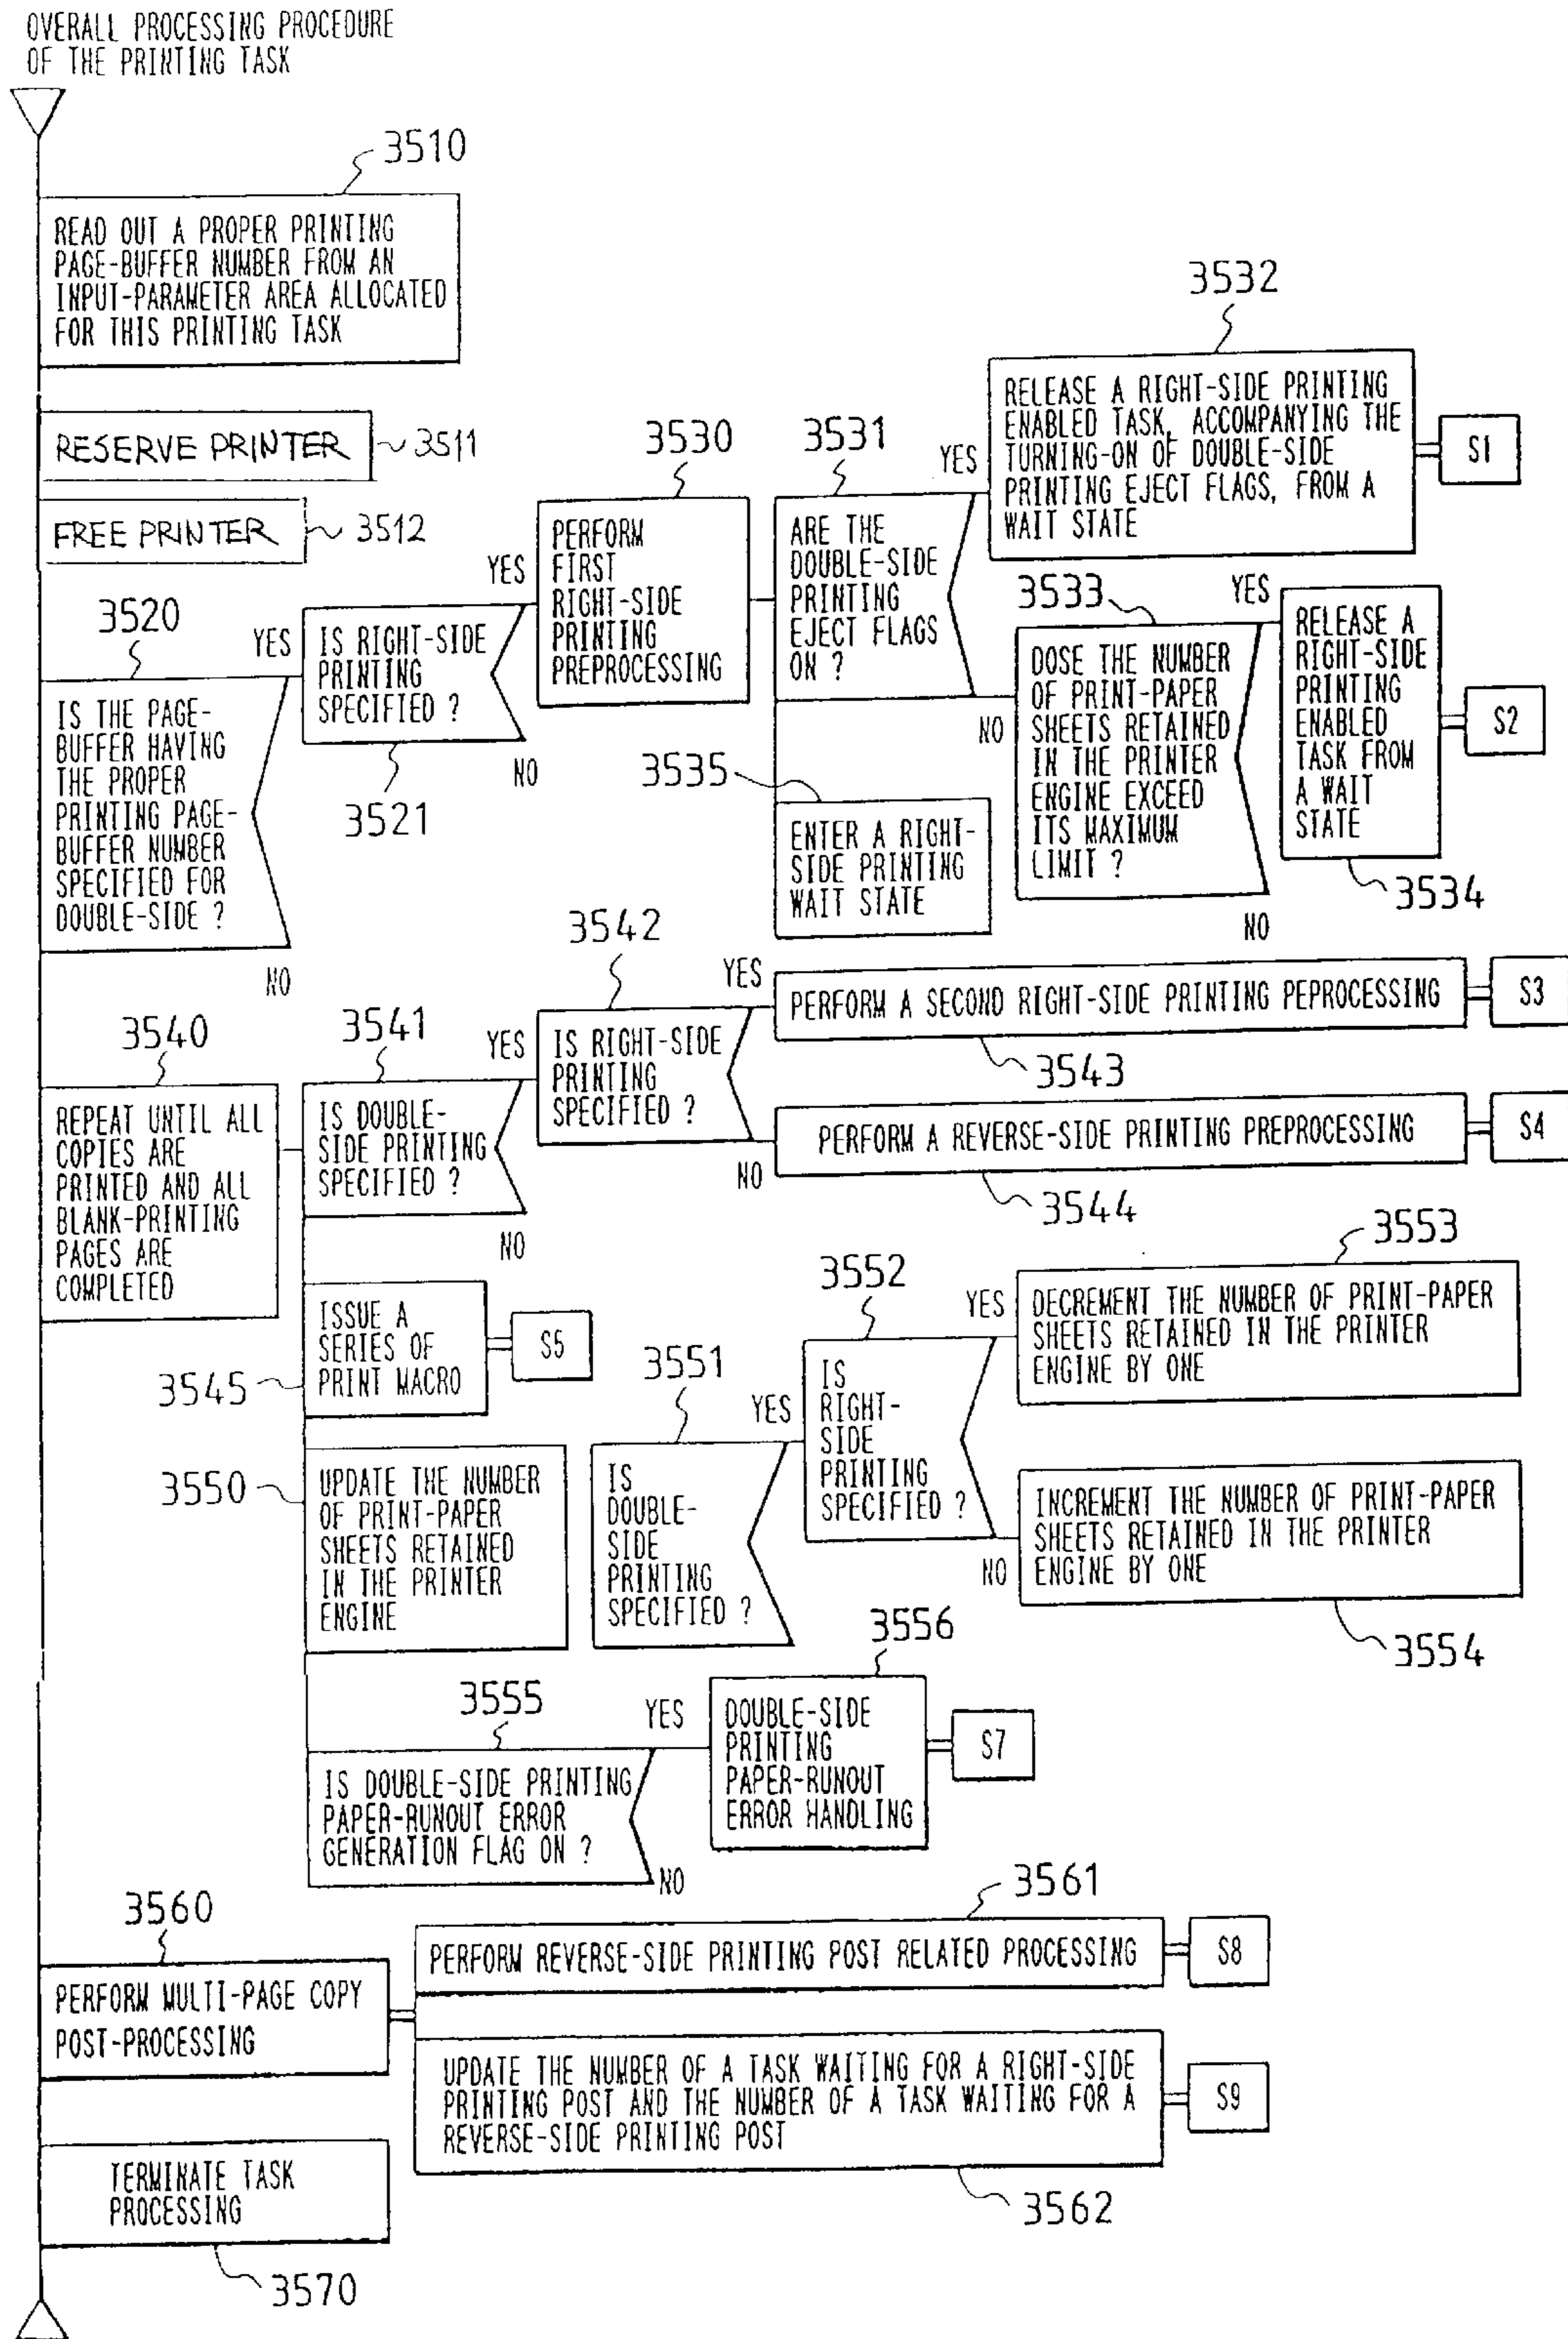 OVERALL PROCESSING PROCEDURE
OF THE PRINTING TASK
3510
READ OUT A PROPER PRINTING
PAGE-BUFFER NUMBER FROM AN
INPUT-PARAMETER AREA ALLOCATED
FOR THIS PRINTING TASK
RESERVE PRINTER
3511
FREE PRINTER
3512
3520
IS THE PAGE-
BUFFER HAVING
THE PROPER
PRINTING PAGE-
BUFFER NUMBER
SPECIFIED FOR
DOUBLE-SIDE ?
YES
NO
IS RIGHT-SIDE
PRINTING
SPECIFIED ?
3521
YES
NO
3530
PERFORM
FIRST
RIGHT-SIDE
PRINTING
PREPROCESSING
3531
ARE THE
DOUBLE-SIDE
PRINTING
EJECT FLAGS
ON ?
YES
NO
3532
RELEASE A RIGHT-SIDE PRINTING
ENABLED TASK, ACCOMPANYING THE
TURNING-ON OF DOUBLE-SIDE
PRINTING EJECT FLAGS, FROM A
WAIT STATE
S1
3533
DOSE THE NUMBER
OF PRINT-PAPER
SHEETS RETAINED
IN THE PRINTER
ENGINE EXCEED
ITS MAXIMUM
LIMIT ?
YES
NO
RELEASE A
RIGHT-SIDE
PRINTING
ENABLED
TASK FROM
A WAIT
STATE
3534
S2
3535
ENTER A RIGHT-
SIDE PRINTING
WAIT STATE
3540
REPEAT UNTIL ALL
COPIES ARE
PRINTED AND ALL
BLANK-PRINTING
PAGES ARE
COMPLETED
3541
IS DOUBLE-
SIDE PRINTING
SPECIFIED ?
YES
NO
3542
IS RIGHT-SIDE
PRINTING
SPECIFIED ?
YES
NO
PERFORM A SECOND RIGHT-SIDE PRINTING PEPROCESSING
3543
S3
PERFORM A REVERSE-SIDE PRINTING PREPROCESSING
3544
S4
ISSUE A
SERIES OF
PRINT MACRO
3545
S5
3550
UPDATE THE NUMBER
OF PRINT-PAPER
SHEETS RETAINED
IN THE PRINTER
ENGINE
3551
IS
DOUBLE-
SIDE
PRINTING
SPECIFIED ?
YES
3552
IS
RIGHT-
SIDE
PRINTING
SPECIFIED ?
YES
NO
3553
DECREMENT THE NUMBER OF PRINT-PAPER
SHEETS RETAINED IN THE PRINTER
ENGINE BY ONE
INCREMENT THE NUMBER OF PRINT-PAPER
SHEETS RETAINED IN THE PRINTER
ENGINE BY ONE
3554
3555
IS DOUBLE-SIDE PRINTING
PAPER-RUNOUT ERROR
GENERATION FLAG ON ?
YES
NO
3556
DOUBLE-SIDE
PRINTING
PAPER-RUNOUT
ERROR HANDLING
S7
3560
PERFORM MULTI-PAGE COPY
POST-PROCESSING
3561
PERFORM REVERSE-SIDE PRINTING POST RELATED PROCESSING
S8
UPDATE THE NUMBER OF A TASK WAITING FOR A RIGHT-SIDE
PRINTING POST AND THE NUMBER OF A TASK WAITING FOR A
REVERSE-SIDE PRINTING POST
3562
S9
TERMINATE TASK
PROCESSING
3570